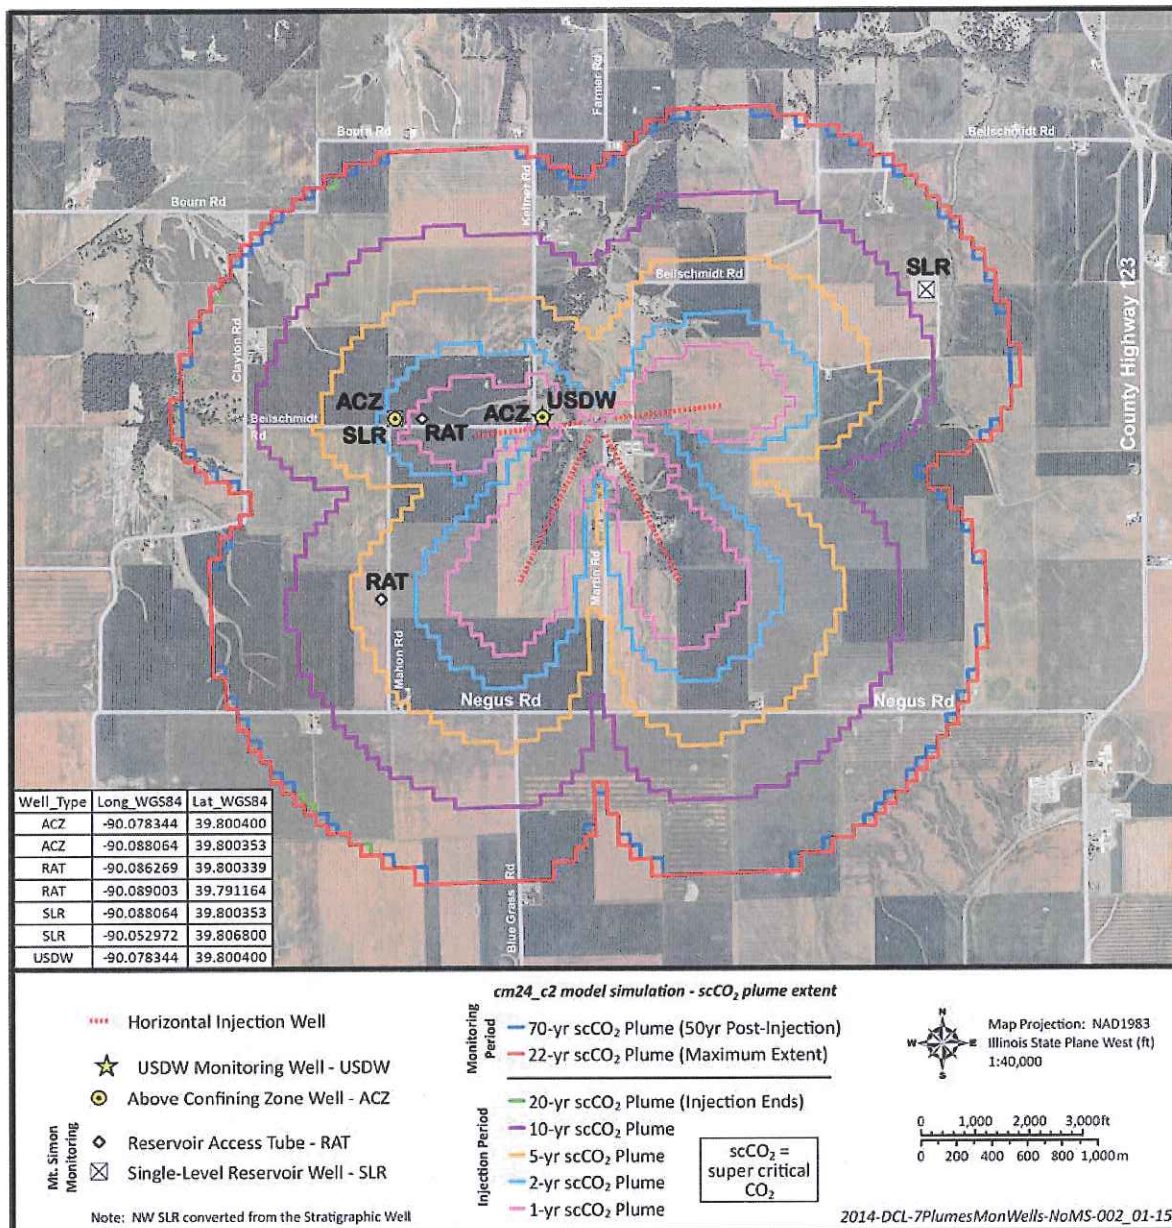 Farmer Rd
Bourn Rd
Beilschmidt Rd
Bourn Rd
Keltner Rd
County Highway 123
SLR
Beilschmidt Rd
Clayton Rd
ACZ
ACZ
USDW
Beilschmidt Rd
SLR
RAT
RAT
Martin Rd
Mahon Rd
Negus Rd
Negus Rd
Blue Grass Rd
Well_Type Long_WGS84 Lat_WGS84
ACZ -90.078344 39.800400
ACZ -90.088064 39.800353
RAT -90.086269 39.800339
RAT -90.089003 39.791164
SLR -90.088064 39.800353
SLR -90.052972 39.806800
USDW -90.078344 39.800400
Horizontal Injection Well
USDW Monitoring Well - USDW
Above Confining Zone Well - ACZ
Mt. Simon Monitoring
Reservoir Access Tube - RAT
Single-Level Reservoir Well - SLR
Note: NW SLR converted from the Stratigraphic Well
cm24_c2 model simulation - scCO₂ plume extent
Monitoring Period
70-yr scCO₂ Plume (50yr Post-Injection)
22-yr scCO₂ Plume (Maximum Extent)
Injection Period
20-yr scCO₂ Plume (Injection Ends)
10-yr scCO₂ Plume
5-yr scCO₂ Plume
2-yr scCO₂ Plume
1-yr scCO₂ Plume
scCO₂ =
super critical
CO₂
N
W E
S
Map Projection: NAD1983
Illinois State Plane West (ft)
1:40,000
0 1,000 2,000 3,000ft
0 200 400 600 800 1,000m
2014-DCL-7PlumesMonWells-NoMS-002_01-15